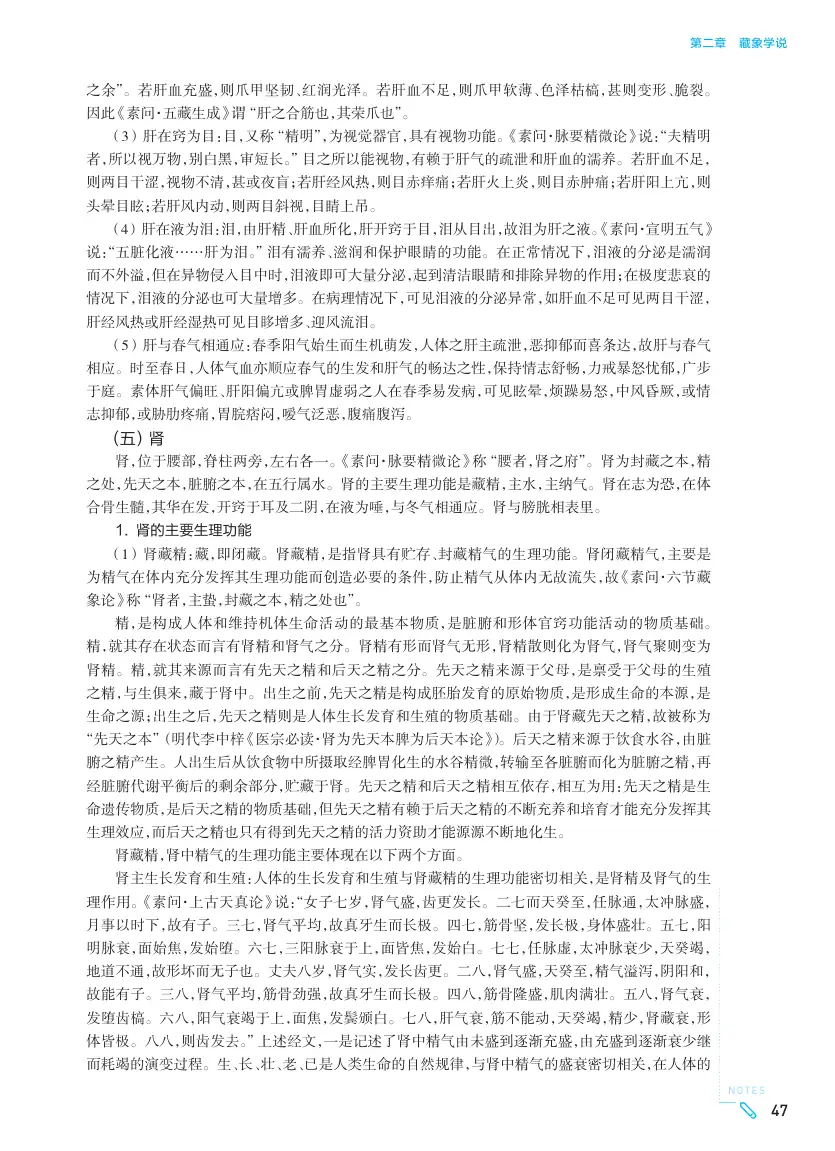 第二章 藏象学说
之余”。若肝血充盛，则爪甲坚韧、红润光泽。若肝血不足，则爪甲软薄、色泽枯槁，甚则变形、脆裂。
因此《素问·五藏生成》谓“肝之合筋也，其荣爪也”。
（3）肝在窍为目：目，又称“精明”，为视觉器官，具有视物功能。《素问·脉要精微论》说：“夫精明
者，所以视万物，别白黑，审短长。”目之所以能视物，有赖于肝气的疏泄和肝血的濡养。若肝血不足，
则两目干涩，视物不清，甚或夜盲；若肝经风热，则目赤痒痛；若肝火上炎，则目赤肿痛；若肝阳上亢，则
头晕目眩；若肝风内动，则两目斜视，目睛上吊。
（4）肝在液为泪：泪，由肝精、肝血所化，肝开窍于目，泪从目出，故泪为肝之液。《素问·宣明五气》
说：“五脏化液……肝为泪。”泪有濡养、滋润和保护眼睛的功能。在正常情况下，泪液的分泌是濡润
而不外溢，但在异物侵入目中时，泪液即可大量分泌，起到清洁眼睛和排除异物的作用；在极度悲哀的
情况下，泪液的分泌也可大量增多。在病理情况下，可见泪液的分泌异常，如肝血不足可见两目干涩，
肝经风热或肝经湿热可见目眵增多、迎风流泪。
（5）肝与春气相通应：春季阳气始生而生机萌发，人体之肝主疏泄，恶抑郁而喜条达，故肝与春气
相应。时至春日，人体气血亦顺应春气的生发和肝气的畅达之性，保持情志舒畅，力戒暴怒忧郁，广步
于庭。素体肝气偏旺、肝阳偏亢或脾胃虚弱之人在春季易发病，可见眩晕，烦躁易怒，中风昏厥，或情
志抑郁，或胁肋疼痛，胃脘痞闷，嗳气泛恶，腹痛腹泻。
（五）肾
肾，位于腰部，脊柱两旁，左右各一。《素问·脉要精微论》称“腰者，肾之府”。肾为封藏之本，精
之处，先天之本，脏腑之本，在五行属水。肾的主要生理功能是藏精，主水，主纳气。肾在志为恐，在体
合骨生髓，其华在发，开窍于耳及二阴，在液为唾，与冬气相通应。肾与膀胱相表里。
1. 肾的主要生理功能
（1）肾藏精：藏，即闭藏。肾藏精，是指肾具有贮存、封藏精气的生理功能。肾闭藏精气，主要是
为精气在体内充分发挥其生理功能而创造必要的条件，防止精气从体内无故流失，故《素问·六节藏
象论》称“肾者，主蛰，封藏之本，精之处也”。
精，是构成人体和维持机体生命活动的最基本物质，是脏腑和形体官窍功能活动的物质基础。
精，就其存在状态而言有肾精和肾气之分。肾精有形而肾气无形，肾精散则化为肾气，肾气聚则变为
肾精。精，就其来源而言有先天之精和后天之精之分。先天之精来源于父母，是禀受于父母的生殖
之精，与生俱来，藏于肾中。出生之前，先天之精是构成胚胎发育的原始物质，是形成生命的本源，是
生命之源；出生之后，先天之精则是人体生长发育和生殖的物质基础。由于肾藏先天之精，故被称为
“先天之本”（明代李中梓《医宗必读·肾为先天本脾为后天本论》）。后天之精来源于饮食水谷，由脏
腑之精产生。人出生后从饮食物中所摄取经脾胃化生的水谷精微，转输至各脏腑而化为脏腑之精，再
经脏腑代谢平衡后的剩余部分，贮藏于肾。先天之精和后天之精相互依存，相互为用：先天之精是生
命遗传物质，是后天之精的物质基础，但先天之精有赖于后天之精的不断充养和培育才能充分发挥其
生理效应，而后天之精也只有得到先天之精的活力资助才能源源不断地化生。
肾藏精，肾中精气的生理功能主要体现在以下两个方面。
肾主生长发育和生殖：人体的生长发育和生殖与肾藏精的生理功能密切相关，是肾精及肾气的生
理作用。《素问·上古天真论》说：“女子七岁，肾气盛，齿更发长。二七而天癸至，任脉通，太冲脉盛，
月事以时下，故有子。三七，肾气平均，故真牙生而长极。四七，筋骨坚，发长极，身体盛壮。五七，阳
明脉衰，面始焦，发始堕。六七，三阳脉衰于上，面皆焦，发始白。七七，任脉虚，太冲脉衰少，天癸竭，
地道不通，故形坏而无子也。丈夫八岁，肾气实，发长齿更。二八，肾气盛，天癸至，精气溢泻，阴阳和，
故能有子。三八，肾气平均，筋骨劲强，故真牙生而长极。四八，筋骨隆盛，肌肉满壮。五八，肾气衰，
发堕齿槁。六八，阳气衰竭于上，面焦，发鬓颁白。七八，肝气衰，筋不能动，天癸竭，精少，肾藏衰，形
体皆极。八八，则齿发去。”上述经文，一是记述了肾中精气由未盛到逐渐充盛，由充盛到逐渐衰少继
而耗竭的演变过程。生、长、壮、老、已是人类生命的自然规律，与肾中精气的盛衰密切相关，在人体的
NOTES
47